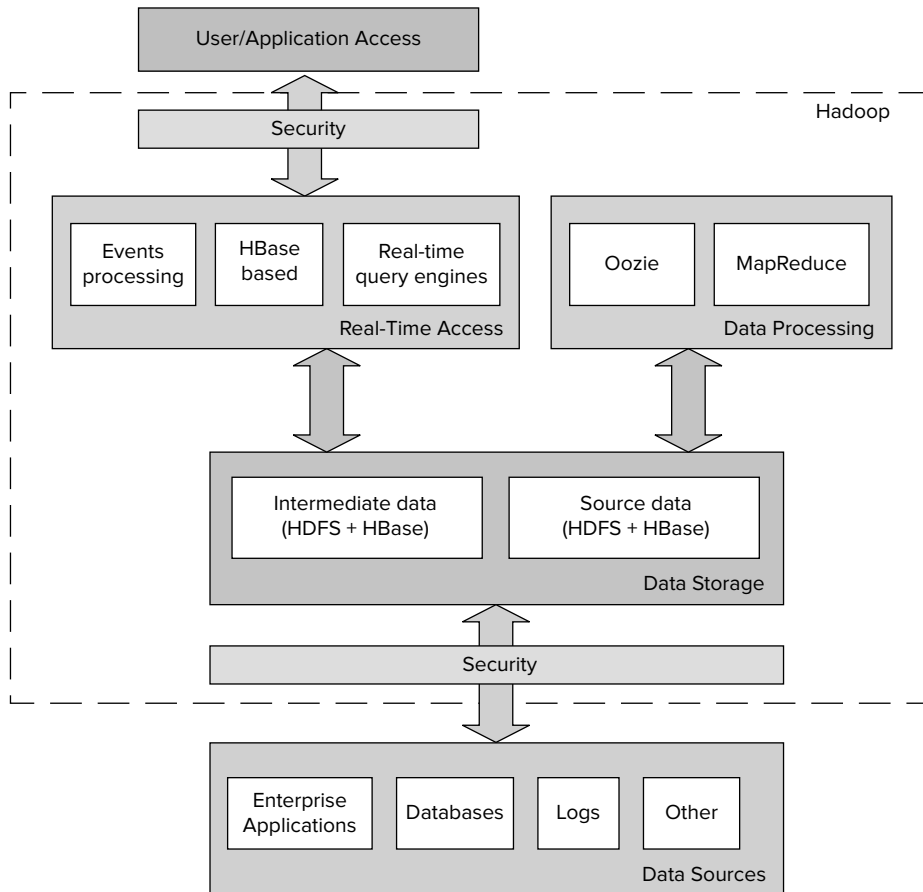 User/Application Access
Hadoop
Security
Events
processing
HBase
based
Real-time
query engines
Real-Time Access
Oozie
MapReduce
Data Processing
Intermediate data
(HDFS + HBase)
Source data
(HDFS + HBase)
Data Storage
Security
Enterprise
Applications
Databases
Logs
Other
Data Sources